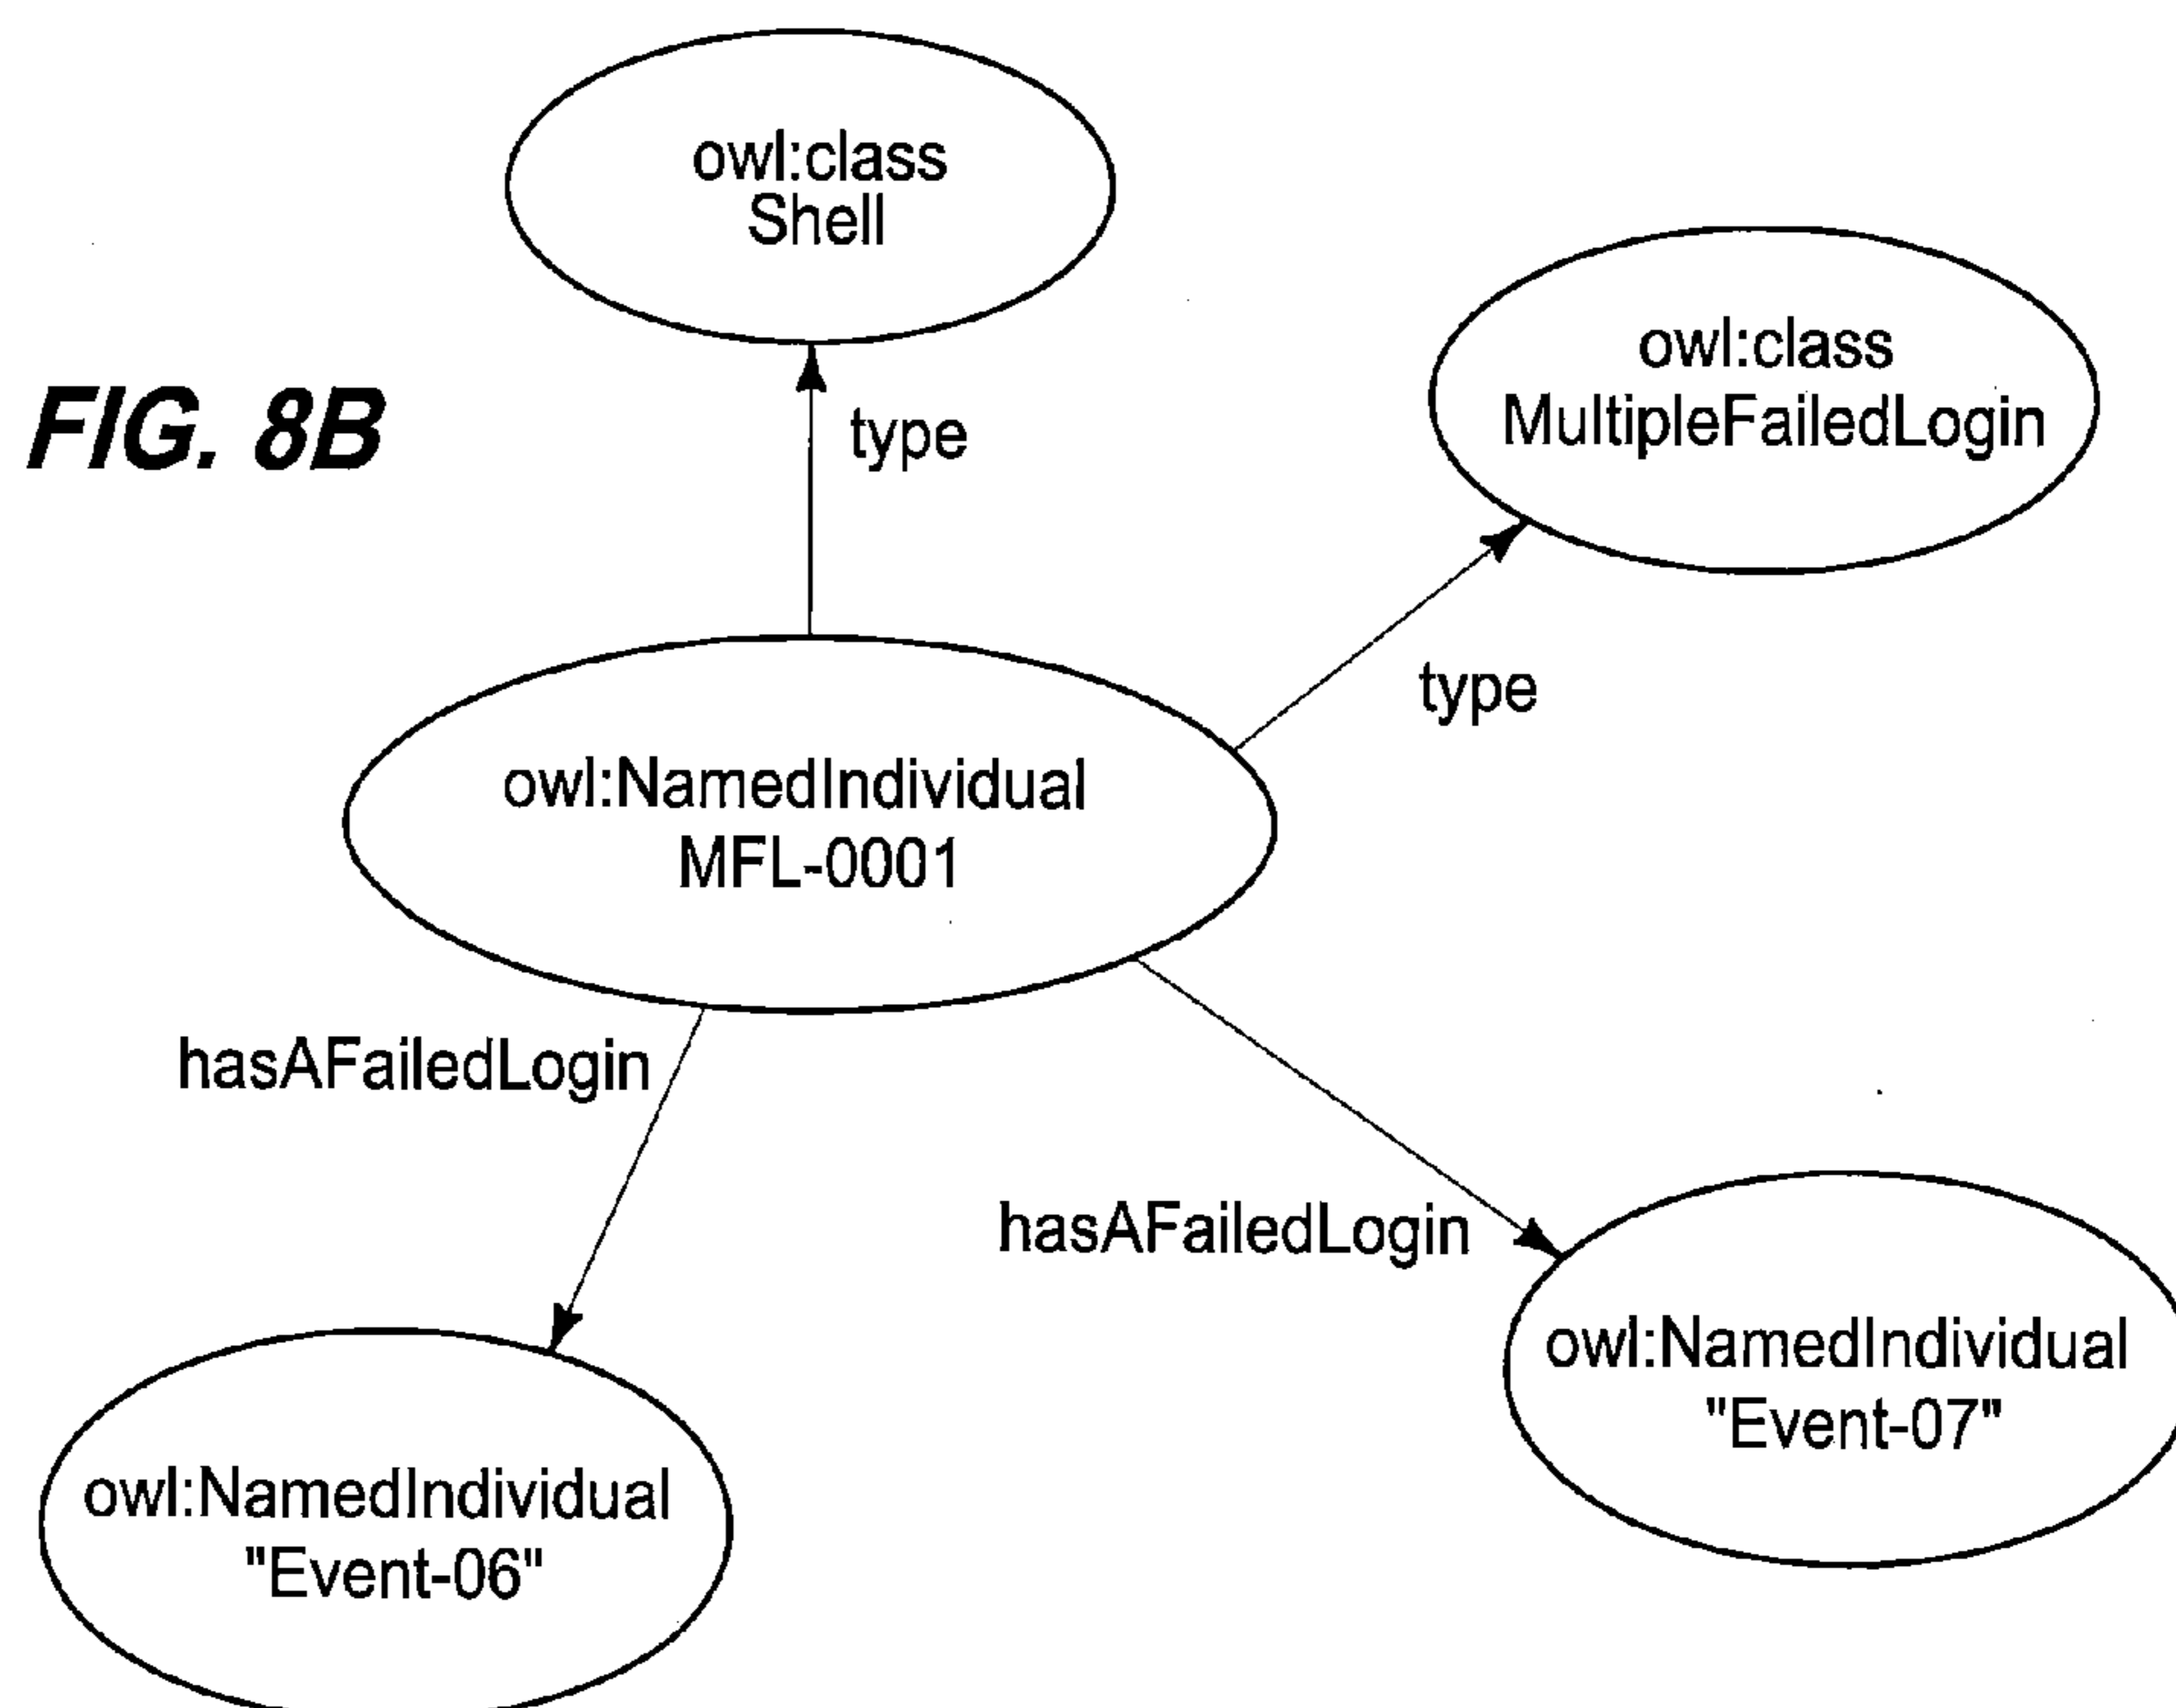 owl:class
Shell
FIG. 8B
type
owl:class
MultipleFailedLogin
type
owl:NamedIndividual
MFL-0001
hasAFailedLogin
hasAFailedLogin
owl:NamedIndividual
"Event-07"
owl:NamedIndividual
"Event-06"